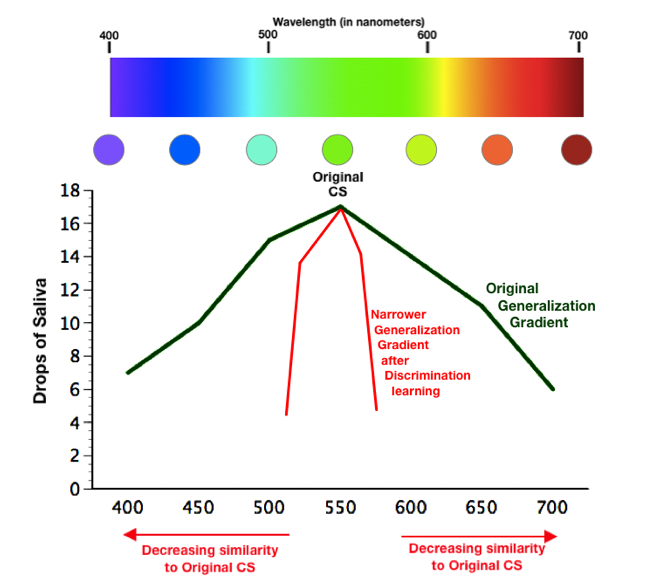 Wavelength (in nanometers)
400 500 600 700
Original
CS
18
16
14
12
10
8
6
4
2
0
Drops of Saliva
Original
Generalization
Gradient
Narrower
Generalization
Gradient
after
Discrimination
learning
400 450 500 550 600 650 700
Decreasing similarity
to Original CS
Decreasing similarity
to Original CS